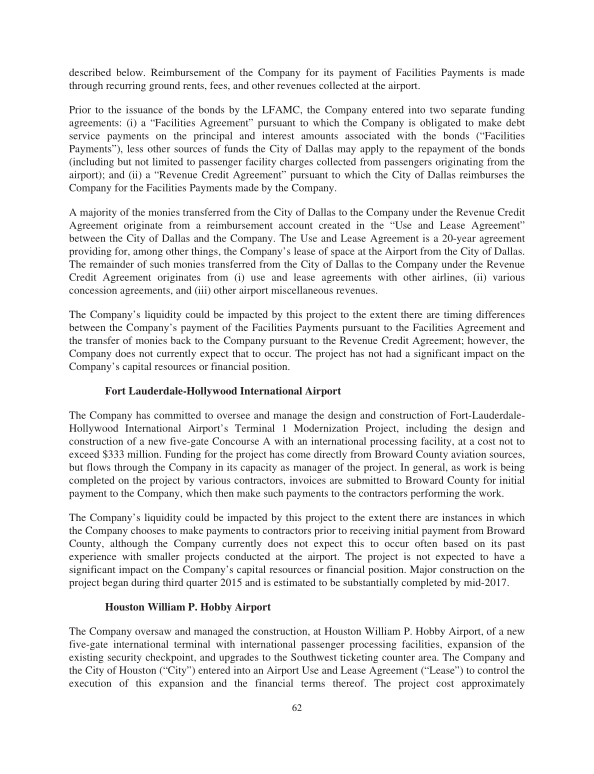 described below. Reimbursement of the Company for its payment of Facilities Payments is made
through recurring ground rents, fees, and other revenues collected at the airport.
Prior to the issuance of the bonds by the LFAMC, the Company entered into two separate funding
agreements: (i) a “Facilities Agreement” pursuant to which the Company is obligated to make debt
service payments on the principal and interest amounts associated with the bonds (“Facilities
Payments”), less other sources of funds the City of Dallas may apply to the repayment of the bonds
(including but not limited to passenger facility charges collected from passengers originating from the
airport); and (ii) a “Revenue Credit Agreement” pursuant to which the City of Dallas reimburses the
Company for the Facilities Payments made by the Company.
A majority of the monies transferred from the City of Dallas to the Company under the Revenue Credit
Agreement originate from a reimbursement account created in the “Use and Lease Agreement”
between the City of Dallas and the Company. The Use and Lease Agreement is a 20-year agreement
providing for, among other things, the Company’s lease of space at the Airport from the City of Dallas.
The remainder of such monies transferred from the City of Dallas to the Company under the Revenue
Credit Agreement originates from (i) use and lease agreements with other airlines, (ii) various
concession agreements, and (iii) other airport miscellaneous revenues.
The Company’s liquidity could be impacted by this project to the extent there are timing differences
between the Company’s payment of the Facilities Payments pursuant to the Facilities Agreement and
the transfer of monies back to the Company pursuant to the Revenue Credit Agreement; however, the
Company does not currently expect that to occur. The project has not had a significant impact on the
Company’s capital resources or financial position.
Fort Lauderdale-Hollywood International Airport
The Company has committed to oversee and manage the design and construction of Fort-Lauderdale-
Hollywood International Airport’s Terminal 1 Modernization Project, including the design and
construction of a new five-gate Concourse A with an international processing facility, at a cost not to
exceed $333 million. Funding for the project has come directly from Broward County aviation sources,
but flows through the Company in its capacity as manager of the project. In general, as work is being
completed on the project by various contractors, invoices are submitted to Broward County for initial
payment to the Company, which then make such payments to the contractors performing the work.
The Company’s liquidity could be impacted by this project to the extent there are instances in which
the Company chooses to make payments to contractors prior to receiving initial payment from Broward
County, although the Company currently does not expect this to occur often based on its past
experience with smaller projects conducted at the airport. The project is not expected to have a
significant impact on the Company’s capital resources or financial position. Major construction on the
project began during third quarter 2015 and is estimated to be substantially completed by mid-2017.
Houston William P. Hobby Airport
The Company oversaw and managed the construction, at Houston William P. Hobby Airport, of a new
five-gate international terminal with international passenger processing facilities, expansion of the
existing security checkpoint, and upgrades to the Southwest ticketing counter area. The Company and
the City of Houston (“City”) entered into an Airport Use and Lease Agreement (“Lease”) to control the
execution of this expansion and the financial terms thereof. The project cost approximately
62